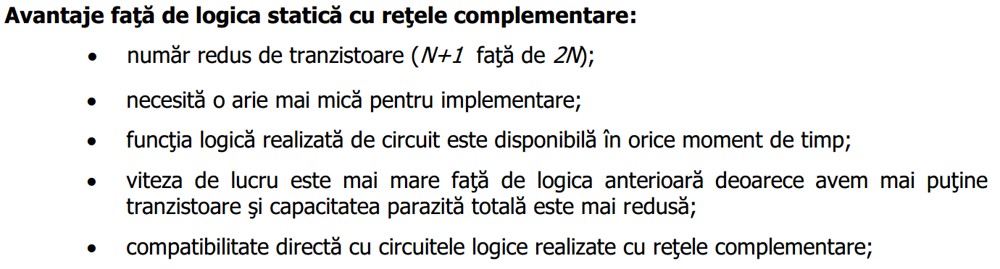 Avantaje faţă de logica statică cu reţele complementare:
• număr redus de tranzistoare (N+1 faţă de 2N);
• necesită o arie mai mică pentru implementare;
• funcţia logică realizată de circuit este disponibilă în orice moment de timp;
• viteza de lucru este mai mare faţă de logica anterioară deoarece avem mai puţine
tranzistoare şi capacitatea parazită totală este mai redusă;
• compatibilitate directă cu circuitele logice realizate cu reţele complementare;